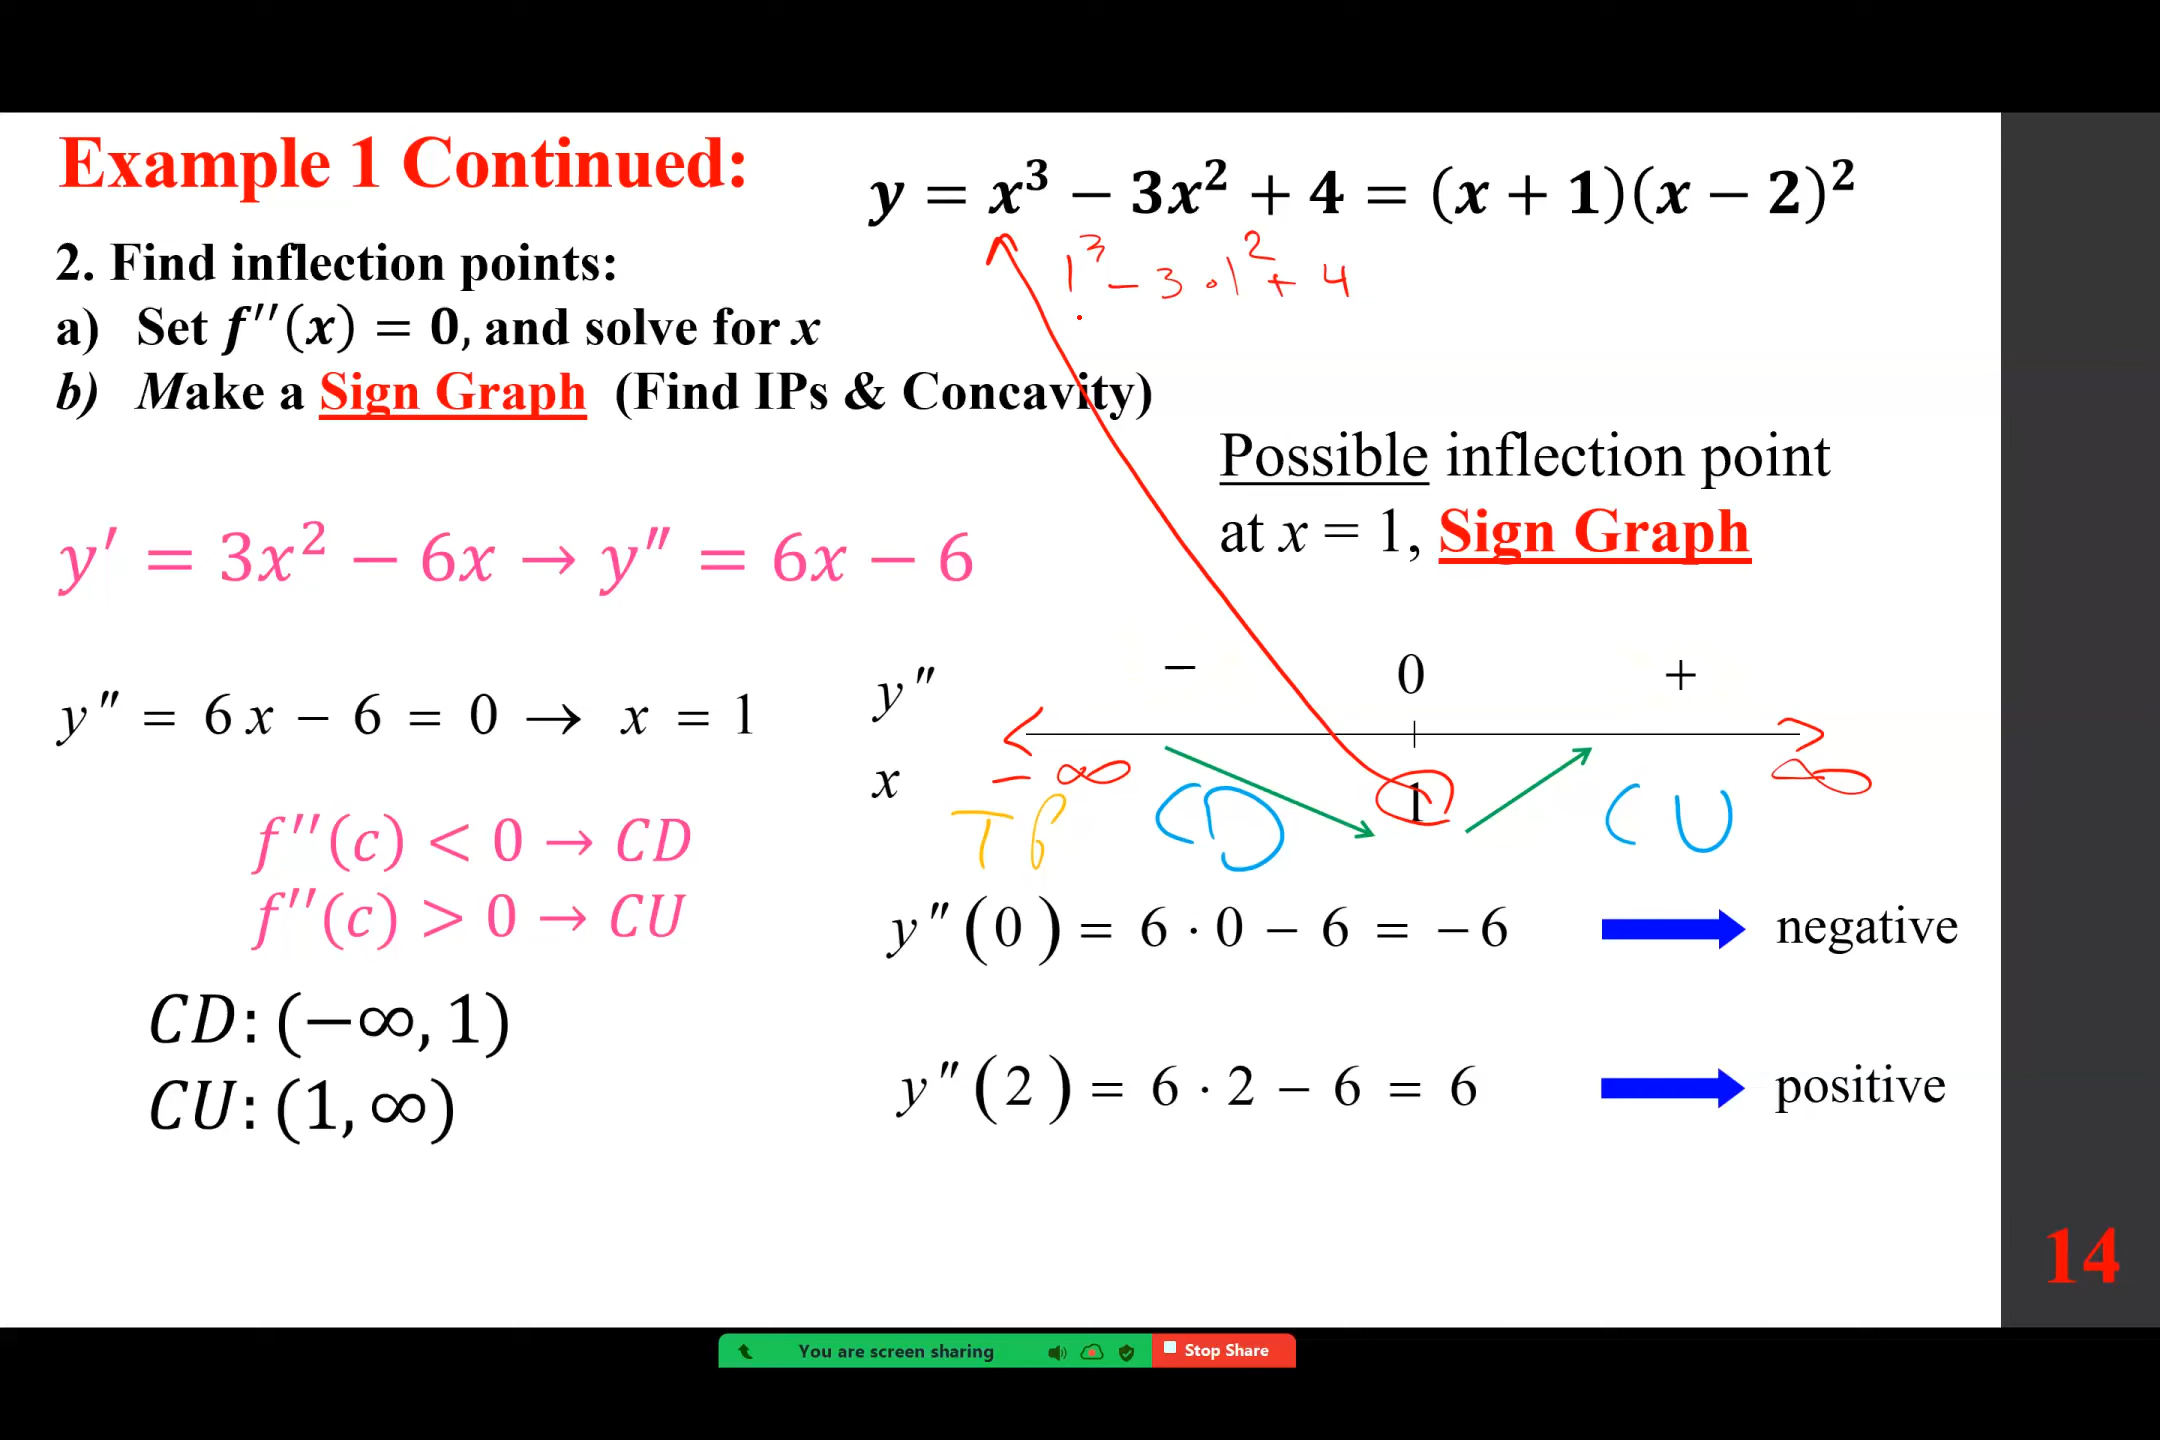 Example 1 Continued:
y = x³ − 3x² + 4 = (x + 1)(x − 2)²
1³ − 3 · 1² + 4
2. Find inflection points:
a) Set f′′(x) = 0, and solve for x
b) Make a Sign Graph (Find IPs & Concavity)
Possible inflection point
at x = 1, Sign Graph
y′ = 3x² − 6x → y″ = 6x − 6
y″ = 6x − 6 = 0 → x = 1
y″ − 0 +
x − ∞ 1 ∞
CD CU
f′′(c) < 0 → CD
f′′(c) > 0 → CU
y″(0) = 6 · 0 − 6 = −6 negative
CD: (−∞, 1)
CU: (1, ∞)
y″(2) = 6 · 2 − 6 = 6 positive
14
You are screen sharing Stop Share